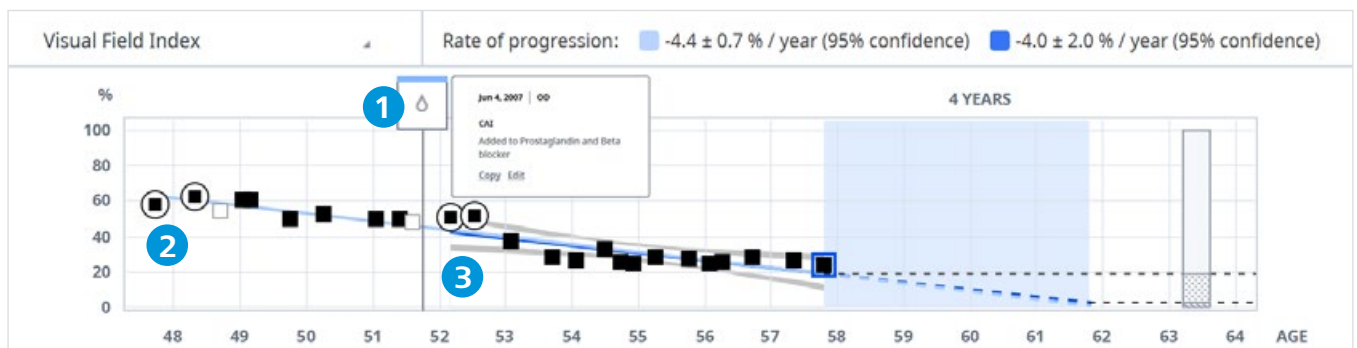 Visual Field Index
Rate of progression: -4.4 ± 0.7 % / year (95% confidence) -4.0 ± 2.0 % / year (95% confidence)
%
1
Jun 4, 2007 | OD
CAI
Added to Prostaglandin and Beta
blocker
Copy Edit
4 YEARS
100
80
60
40
20
0
2
3
48 49 50 51 52 53 54 55 56 57 58 59 60 61 62 63 64 AGE